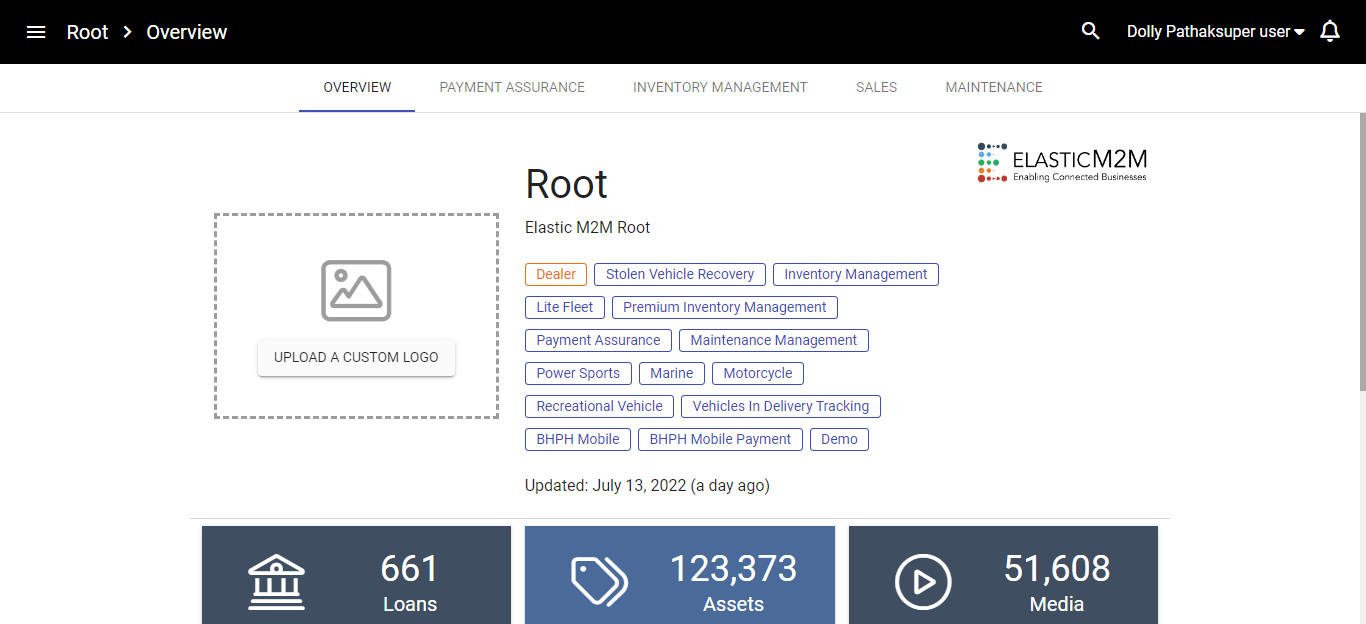 Root Overview Dolly Pathaksuper user
OVERVIEW PAYMENT ASSURANCE INVENTORY MANAGEMENT SALES MAINTENANCE
ELASTICM2M
Enabling Connected Businesses
Root
Elastic M2M Root
UPLOAD A CUSTOM LOGO
Dealer Stolen Vehicle Recovery Inventory Management
Lite Fleet Premium Inventory Management
Payment Assurance Maintenance Management
Power Sports Marine Motorcycle
Recreational Vehicle Vehicles In Delivery Tracking
BHPH Mobile BHPH Mobile Payment Demo
Updated: July 13, 2022 (a day ago)
661
Loans
123,373
Assets
51,608
Media